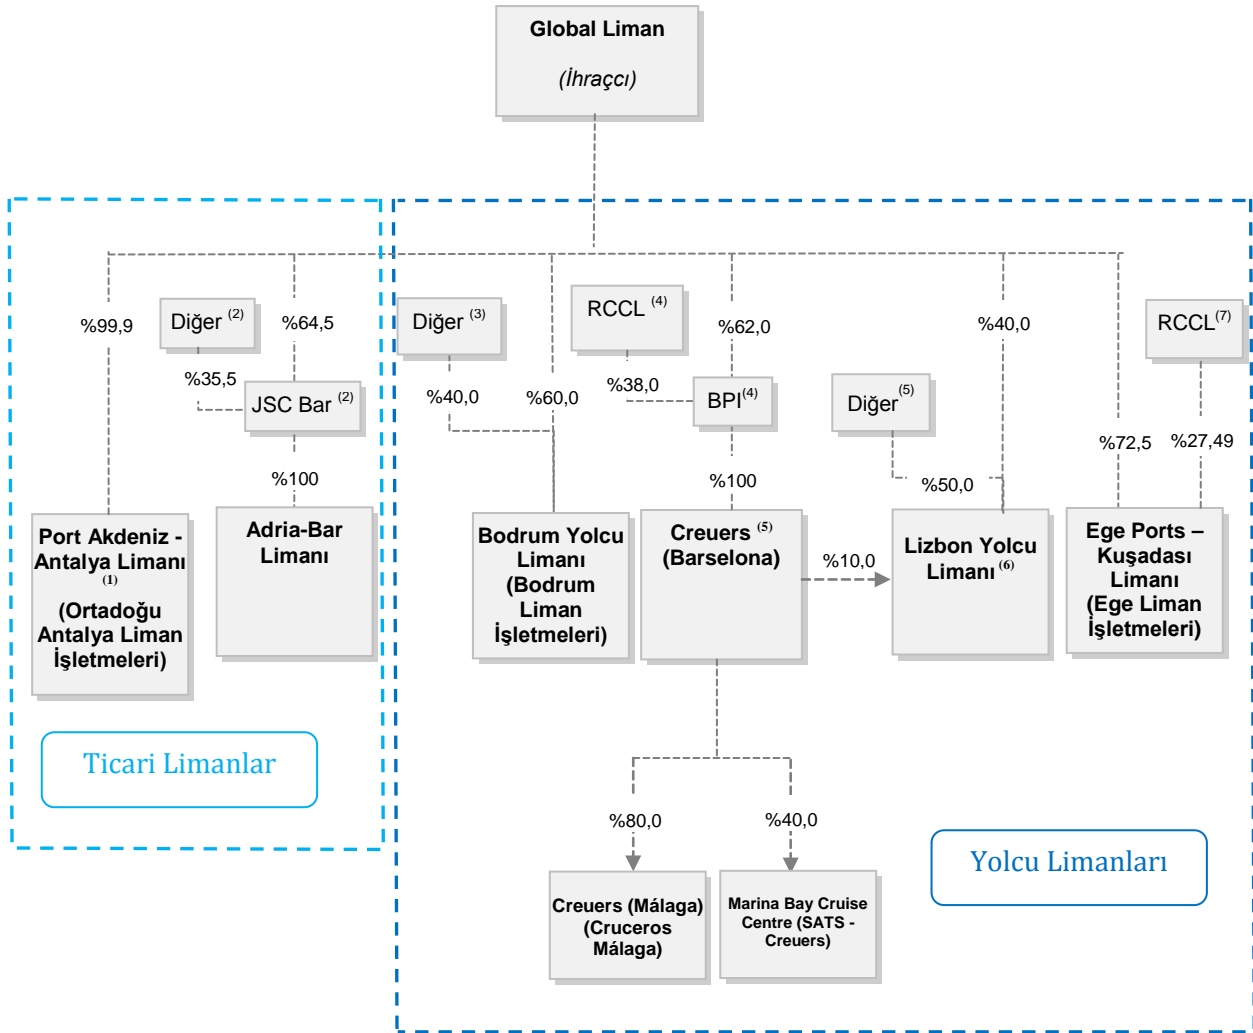 Global Liman
(İhraçcı)
%99,9
Diğer (2)
%64,5
%35,5
JSC Bar (2)
%100
Port Akdeniz -
Antalya Limanı
(1)
(Ortadoğu
Antalya Liman
İşletmeleri)
Adria-Bar
Limanı
Ticari Limanlar
Diğer (3)
%40,0
%60,0
RCCL (4)
%62,0
%38,0
BPI(4)
%100
Diğer(5)
%40,0
%50,0
RCCL(7)
%72,5
%27,49
Bodrum Yolcu
Limanı
(Bodrum
Liman
İşletmeleri)
Creuers (5)
(Barselona)
%10,0
Lizbon Yolcu
Limanı(6)
Ege Ports –
Kuşadası
Limanı
(Ege Liman
İşletmeleri)
%80,0
%40,0
Creuers (Málaga)
(Cruceros
Málaga)
Marina Bay Cruise
Centre (SATS -
Creuers)
Yolcu Limanları